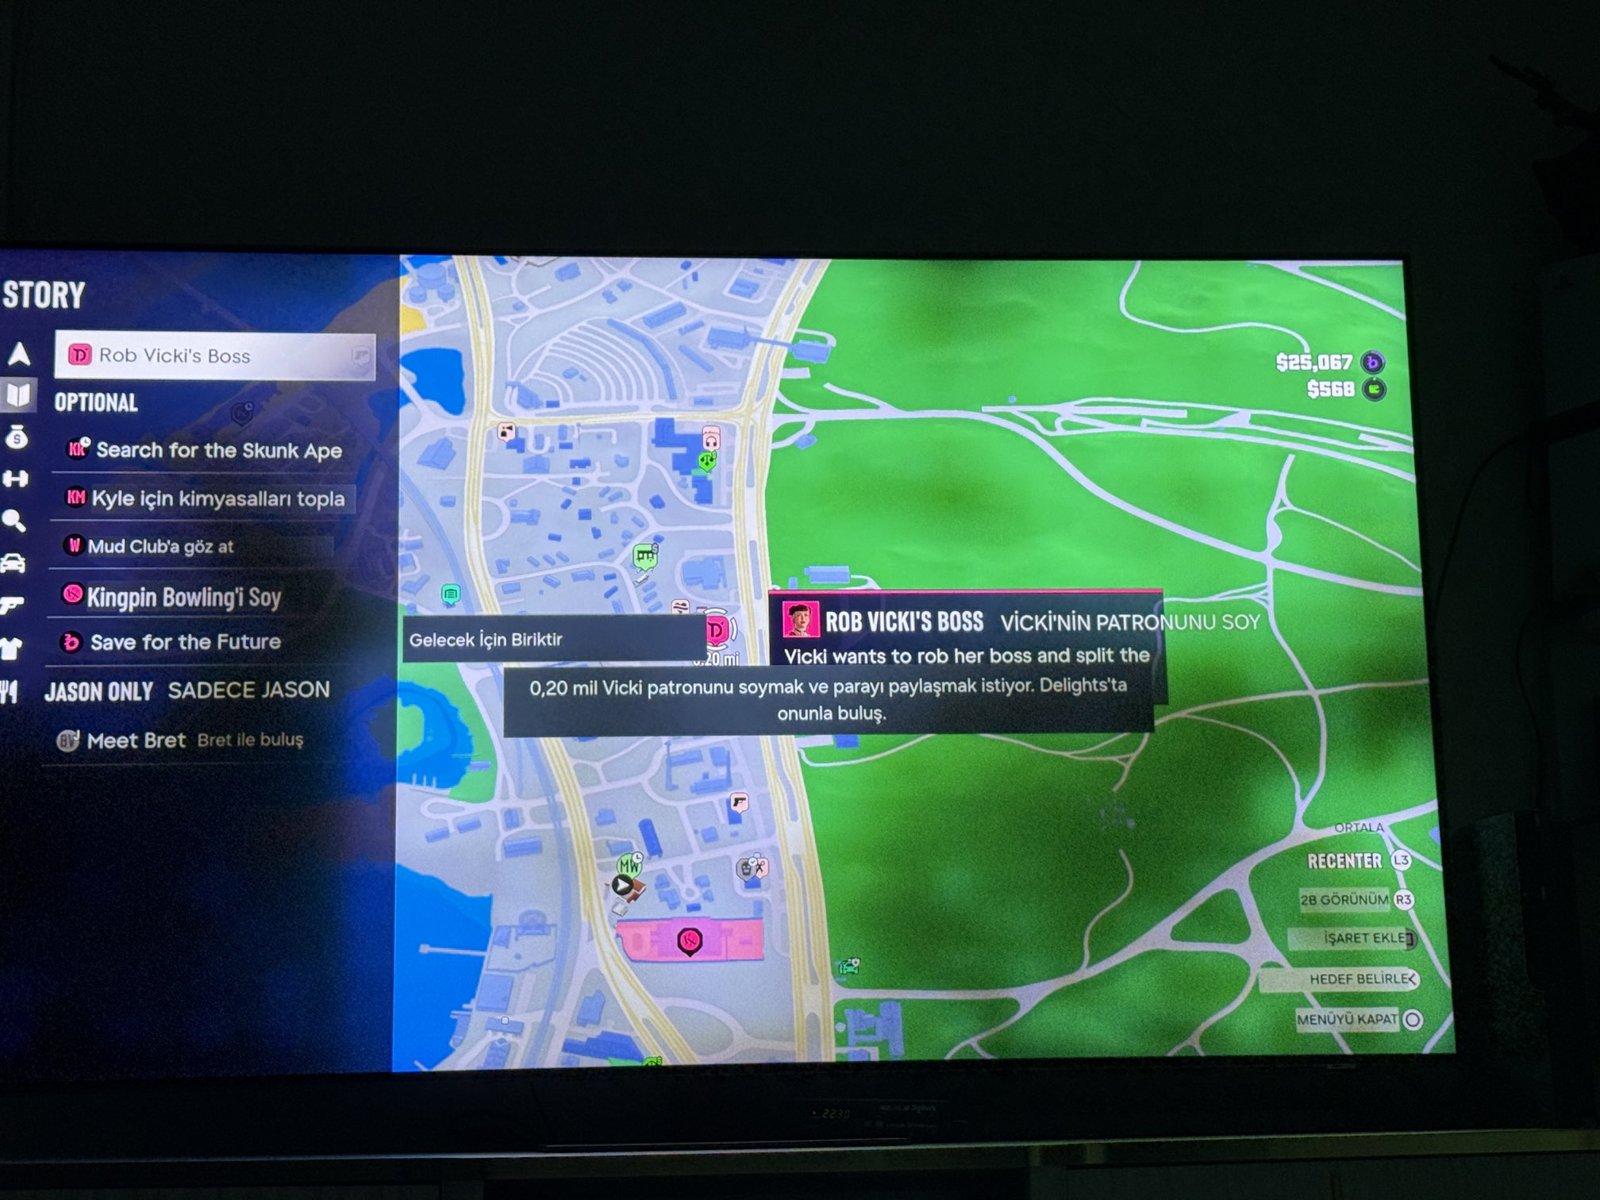 STORY
Rob Vicki's Boss
OPTIONAL
Search for the Skunk Ape
Kyle için kimyasalları topla
Mud Club'a göz at
Kingpin Bowling'i Soy
Save for the Future
JASON ONLY SADECE JASON
Meet Bret Bret ile buluş
$25,067
$568
Gelecek İçin Biriktir
0,20 mi
ROB VICKI'S BOSS VİCKİ'NİN PATRONUNU SOY
Vicki wants to rob her boss and split the
0,20 mil Vicki patronunu soymak ve parayı paylaşmak istiyor. Delights'ta
onunla buluş.
MW
ORTALA
RECENTER L3
2B GÖRÜNÜM R3
İŞARET EKLE
HEDEF BELİRLE
MENÜYÜ KAPAT